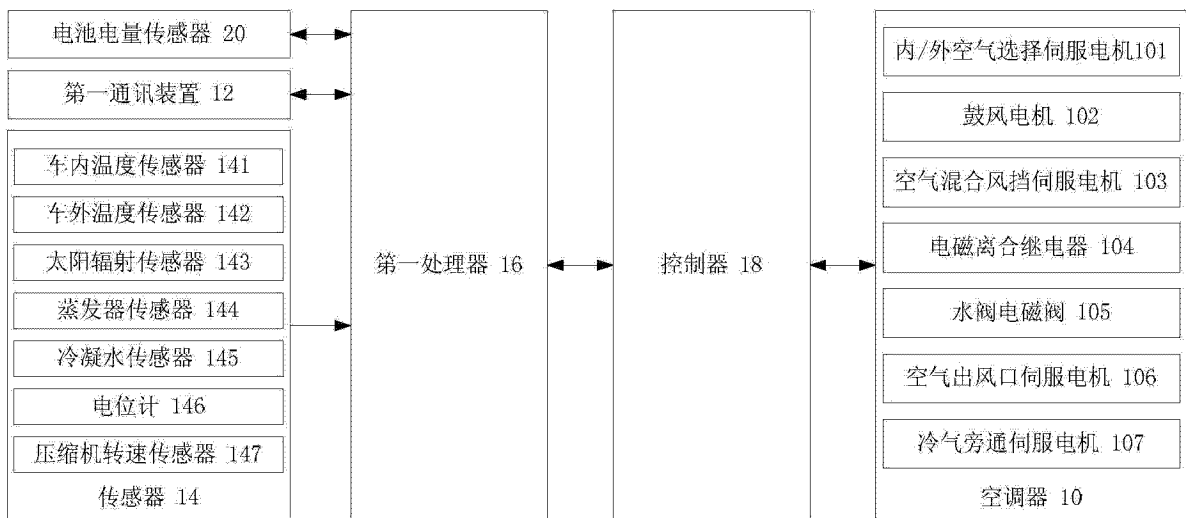 电池电量传感器 20
第一通讯装置 12
车内温度传感器 141
车外温度传感器 142
太阳辐射传感器 143
蒸发器传感器 144
冷凝水传感器 145
电位计 146
压缩机转速传感器 147
传感器 14
第一处理器 16
控制器 18
内/外空气选择伺服电机101
鼓风电机 102
空气混合风挡伺服电机 103
电磁离合继电器 104
水阀电磁阀 105
空气出风口伺服电机 106
冷气旁通伺服电机 107
空调器 10